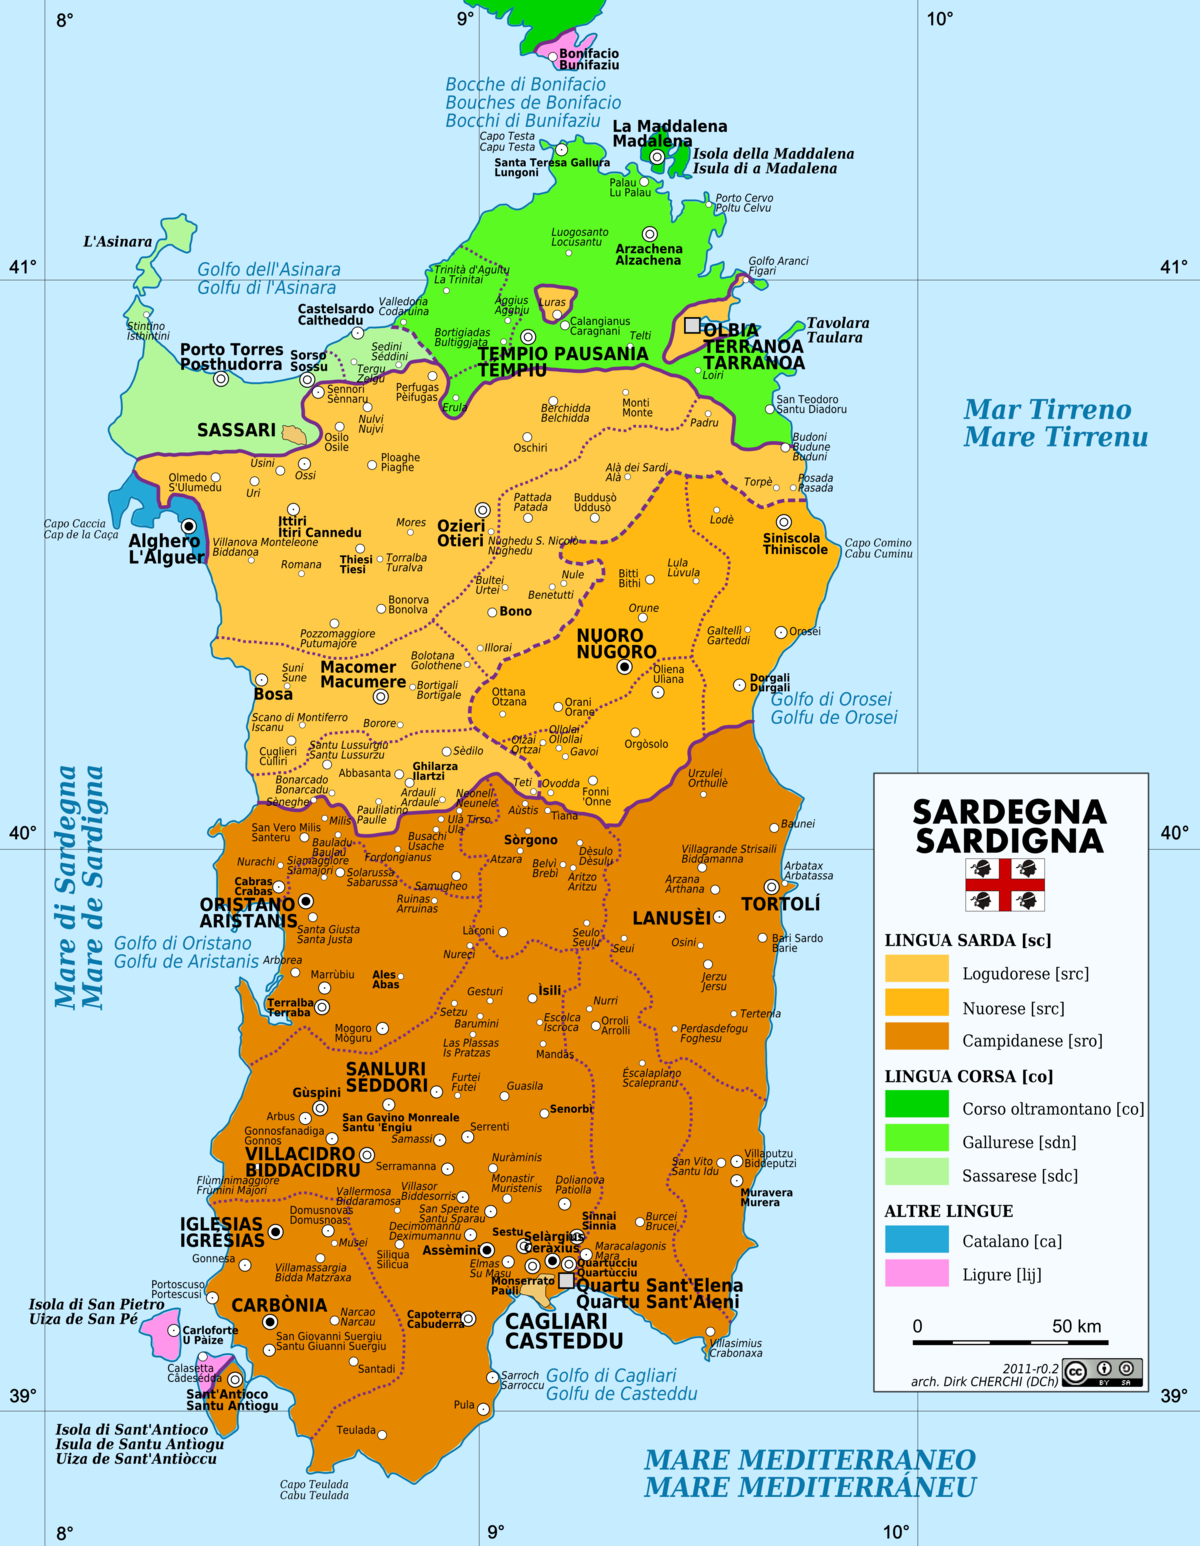 8°
9°
10°
Bonifacio
Bunifaziu
Bocche di Bonifacio
Bouches de Bonifacio
Bocchi di Bunifaziu
Capo Testa
Capu Testa
La Maddalena
Madalena
Isola della Maddalena
Isula di a Madalena
Santa Teresa Gallura
Lungoni
Palau
Lu Palau
Porto Cervo
Poltu Celvu
L'Asinara
Luogosanto
Locusantu
Arzachena
Alzachena
Golfo dell'Asinara
Golfu di l'Asinara
41°
41°
Golfo Aranci
Figari
Trinità d'Agultu
La Trinitai
Stintino
Isthintini
Castelsardo
Caltheddu
Valledoria
Codaruina
Aggius
Agghju
Luras
Calangianus
Caragnani
Bortigiadas
Bultiggjata
Telti
OLBIA
TERRANOA
TARRANOA
Tavolara
Taulara
Porto Torres
Posthudorra
Sorso
Sossu
Sedini
Séddini
Tergu
Zelgu
TEMPIO PAUSANIA
TÉMPIU
Loiri
Sennori
Sènnaru
Perfugas
Pèifugas
Erula
Berchidda
Belchidda
Monti
Monte
Padru
San Teodoro
Santu Diadoru
Mar Tirreno
Mare Tirrenu
SASSARI
Nulvi
Nujvi
Osilo
Osile
Oschiri
Budoni
Budune
Buduni
Olmedo
S'Ulumedu
Usini
Uri
Ossi
Ploaghe
Piaghe
Alà dei Sardi
Alà
Torpè
Posada
Pasada
Capo Caccia
Cap de la Caça
Alghero
L'Alguer
Ittiri
Itiri Cannedu
Mores
Ozieri
Otieri
Pattada
Patada
Buddusò
Uddusò
Lodè
Siniscola
Thiniscole
Capo Comino
Cabu Cuminu
Villanova Monteleone
Biddanoa
Romana
Thiesi
Tiesi
Torralba
Turalva
Nughedu S. Nicolò
Nughedu
Bultei
Urtei
Nule
Benetutti
Bitti
Bithi
Lula
Lùvula
Bonorva
Bonolva
Bono
Orune
Pozzomaggiore
Putumajore
NUORO
NUGORO
Galtellì
Garteddi
Orosei
Illorai
Bolotana
Golothene
Suni
Sune
Bosa
Macomer
Macumere
Bortigali
Bortigale
Ottana
Otzana
Oliena
Uliana
Dorgali
Durgali
Golfo di Orosei
Golfu de Orosei
Scano di Montiferro
Iscanu
Borore
Orani
Orane
Ollolai
Ollollai
Olzai
Ortzai
Gavoi
Orgòsolo
Cuglieri
Cùlliri
Santu Lussurgiu
Santu Lussurzu
Sèdilo
Abbasanta
Ghilarza
Ilartzi
Bonarcado
Bonarcadu
Sèneghe
Ardauli
Ardaule
Neoneli
Neunele
Teti
Ovodda
Fonni
'Onne
Urzulei
Orthullè
Mare di Sardegna
Mare de Sardigna
Paulilatino
Paulle
Aùstis
Tiana
Baunei
40°
40°
San Vero Milis
Santeru
Milis
Bauladu
Baulau
Ula Tirso
Ula
Busachi
Usache
Fordongianus
Sòrgono
Atzara
Belvì
Brebi
Dèsulo
Dèsulu
Aritzo
Aritzu
Villagrande Strisaili
Biddamanna
Arbatax
Arbatassa
Nurachi
Siamaggiore
Siamajori
Solarussa
Sabarussa
Samugheo
Arzana
Arthana
Cabras
Crabas
ORISTANO
ARISTANIS
Ruinas
Arruinas
Santa Giusta
Santa Justa
LANUSÈI
TORTOLÍ
Golfo di Oristano
Golfu de Aristanis
Arborea
Làconi
Nureci
Seulo
Seulu
Seui
Osini
Bari Sardo
Barie
Marrùbiu
Ales
Abas
Jerzu
Jersu
Terralba
Terraba
Gesturi
Setzu
Barumini
Ìsili
Nurri
Escolca
Iscroca
Orroli
Arrolli
Tertenia
Perdasdefogu
Foghesu
Mogoro
Mòguru
Las Plassas
Is Pratzas
Mandas
Éscalaplano
Scalepranu
SANLURI
SÈDDORI
Furtei
Futei
Guasila
Gùspini
Arbus
Gonnosfanadiga
Gonnos
San Gavino Monreale
Santu 'Engiu
Samassi
Serrenti
Senorbì
VILLACIDRO
BIDDACIDRU
Serramanna
Nuràminis
San Vito
Santu Idu
Villaputzu
Biddeputzi
Muravera
Murera
Flùminimaggiore
Frùmini Majori
Vallermosa
Biddaramosa
Villasor
Biddesorris
Monastir
Muristenis
Dolianova
Patiolla
IGLESIAS
IGRÈSIAS
Domusnovas
Domusnoas
Musei
San Sperate
Santu Sparau
Decimomannu
Deximumannu
Sestu
Sìnnai
Sinnia
Burcei
Brucei
Gonnesa
Villamassargia
Bidda Matzraxa
Siliqua
Silicua
Assèmini
Selàrgius
Ceràxius
Maracalagonis
Mara
Elmas
Su Masu
Quartucciu
Quartùcciu
Monserrato
Pauli
Quartu Sant'Elena
Quartu Sant'Aleni
Portoscuso
Portescusi
Isola di San Pietro
Uiza de San Pé
CARBÒNIA
Narcao
Narcau
Capoterra
Cabuderra
CAGLIARI
CASTEDDU
Carloforte
U Pàize
San Giovanni Suergiu
Santu Giuanni Suergiu
Villasimius
Crabonaxa
Calasetta
Câdesédda
Santadi
Sant'Antioco
Santu Antiogu
Sarroch
Sarroccu
Golfo di Cagliari
Golfu de Casteddu
39°
39°
Pula
Teulada
Isola di Sant'Antioco
Isula de Santu Antìogu
Uiza de Sant'Antiòccu
Capo Teulada
Cabu Teulada
MARE MEDITERRANEO
MARE MEDITERRÁNEU
8°
9°
10°
SARDEGNA
SARDIGNA
LINGUA SARDA [sc]
Logudorese [src]
Nuorese [src]
Campidanese [sro]
LINGUA CORSA [co]
Corso oltramontano [co]
Gallurese [sdn]
Sassarese [sdc]
ALTRE LINGUE
Catalano [ca]
Ligure [lij]
0
50 km
2011-r0.2
arch. Dirk CHERCHI (DCh)
CC
BY SA